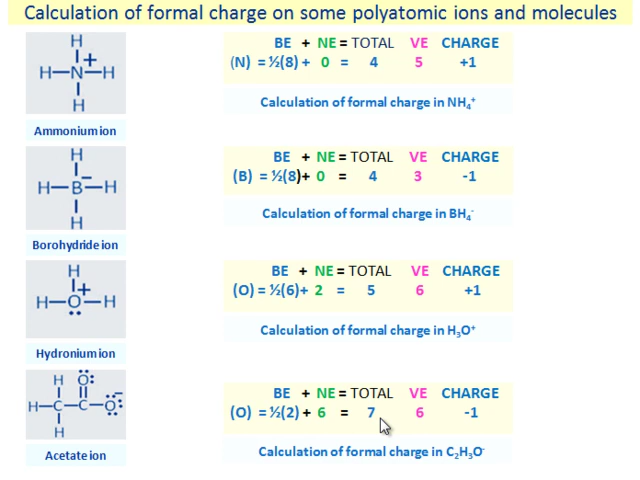 Calculation of formal charge on some polyatomic ions and molecules
H
+
H—N—H
H
Ammonium ion
BE + NE = TOTAL VE CHARGE
(N) = ½(8) + 0 = 4 5 +1
Calculation of formal charge in NH₄⁺
H
−
H—B—H
H
Borohydride ion
BE + NE = TOTAL VE CHARGE
(B) = ½(8)+ 0 = 4 3 -1
Calculation of formal charge in BH₄⁻
H
+
H—O—H
Hydronium ion
BE + NE = TOTAL VE CHARGE
(O) = ½(6)+ 2 = 5 6 +1
Calculation of formal charge in H₃O⁺
H O:
H—C—C—O:⁻
H
Acetate ion
BE + NE = TOTAL VE CHARGE
(O) = ½(2) + 6 = 7 6 -1
Calculation of formal charge in C₂H₃O⁻